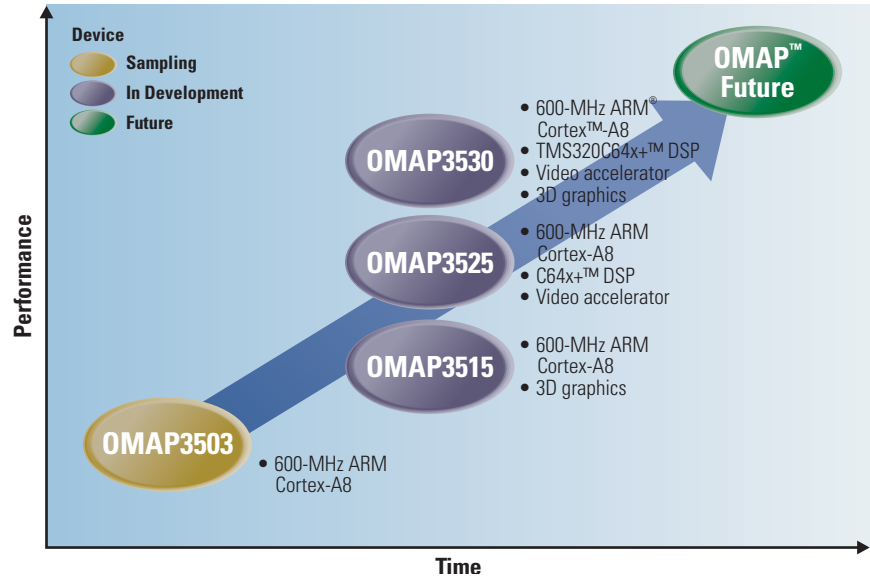 Device
Sampling
In Development
Future
OMAP™
Future
OMAP3530
• 600-MHz ARM®
Cortex™-A8
• TMS320C64x+™ DSP
• Video accelerator
• 3D graphics
OMAP3525
• 600-MHz ARM
Cortex-A8
• C64x+™ DSP
• Video accelerator
OMAP3515
• 600-MHz ARM
Cortex-A8
• 3D graphics
OMAP3503
• 600-MHz ARM
Cortex-A8
Performance
Time